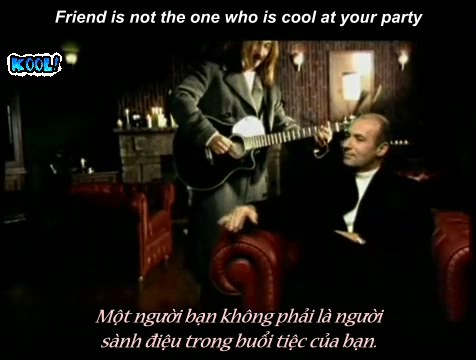 Friend is not the one who is cool at your party
KOOL!
Một người bạn không phải là người
sành điệu trong buổi tiệc của bạn.